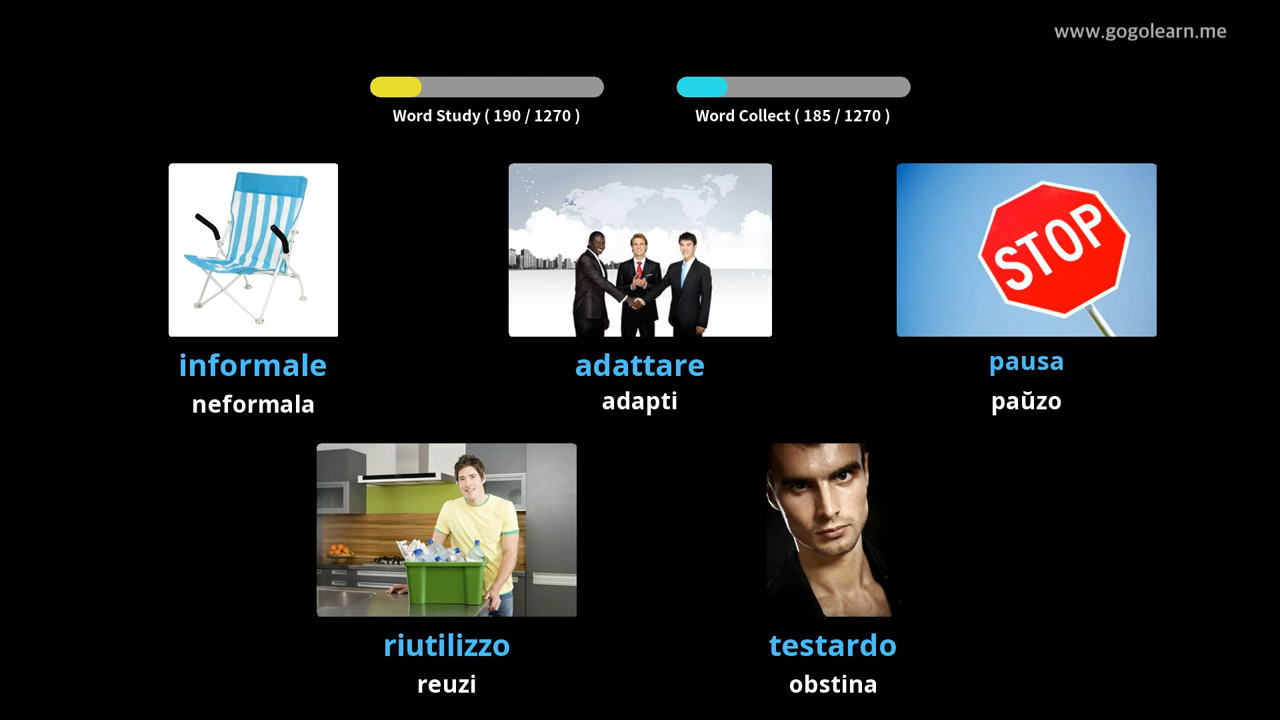 www.gogolearn.me
Word Study ( 190 / 1270 )
Word Collect ( 185 / 1270 )
STOP
informale
adattare
pausa
neformala
adapti
paŭzo
riutilizzo
testardo
reuzi
obstina